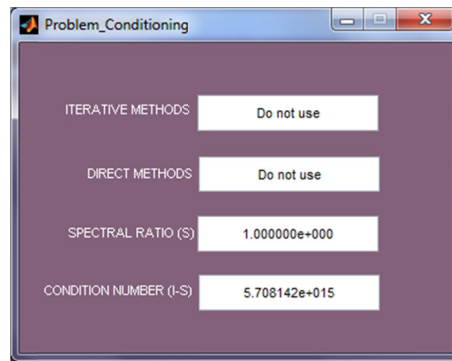 Problem_Conditioning
ITERATIVE METHODS Do not use
DIRECT METHODS Do not use
SPECTRAL RATIO (S) 1.000000e+000
CONDITION NUMBER (I-S) 5.708142e+015